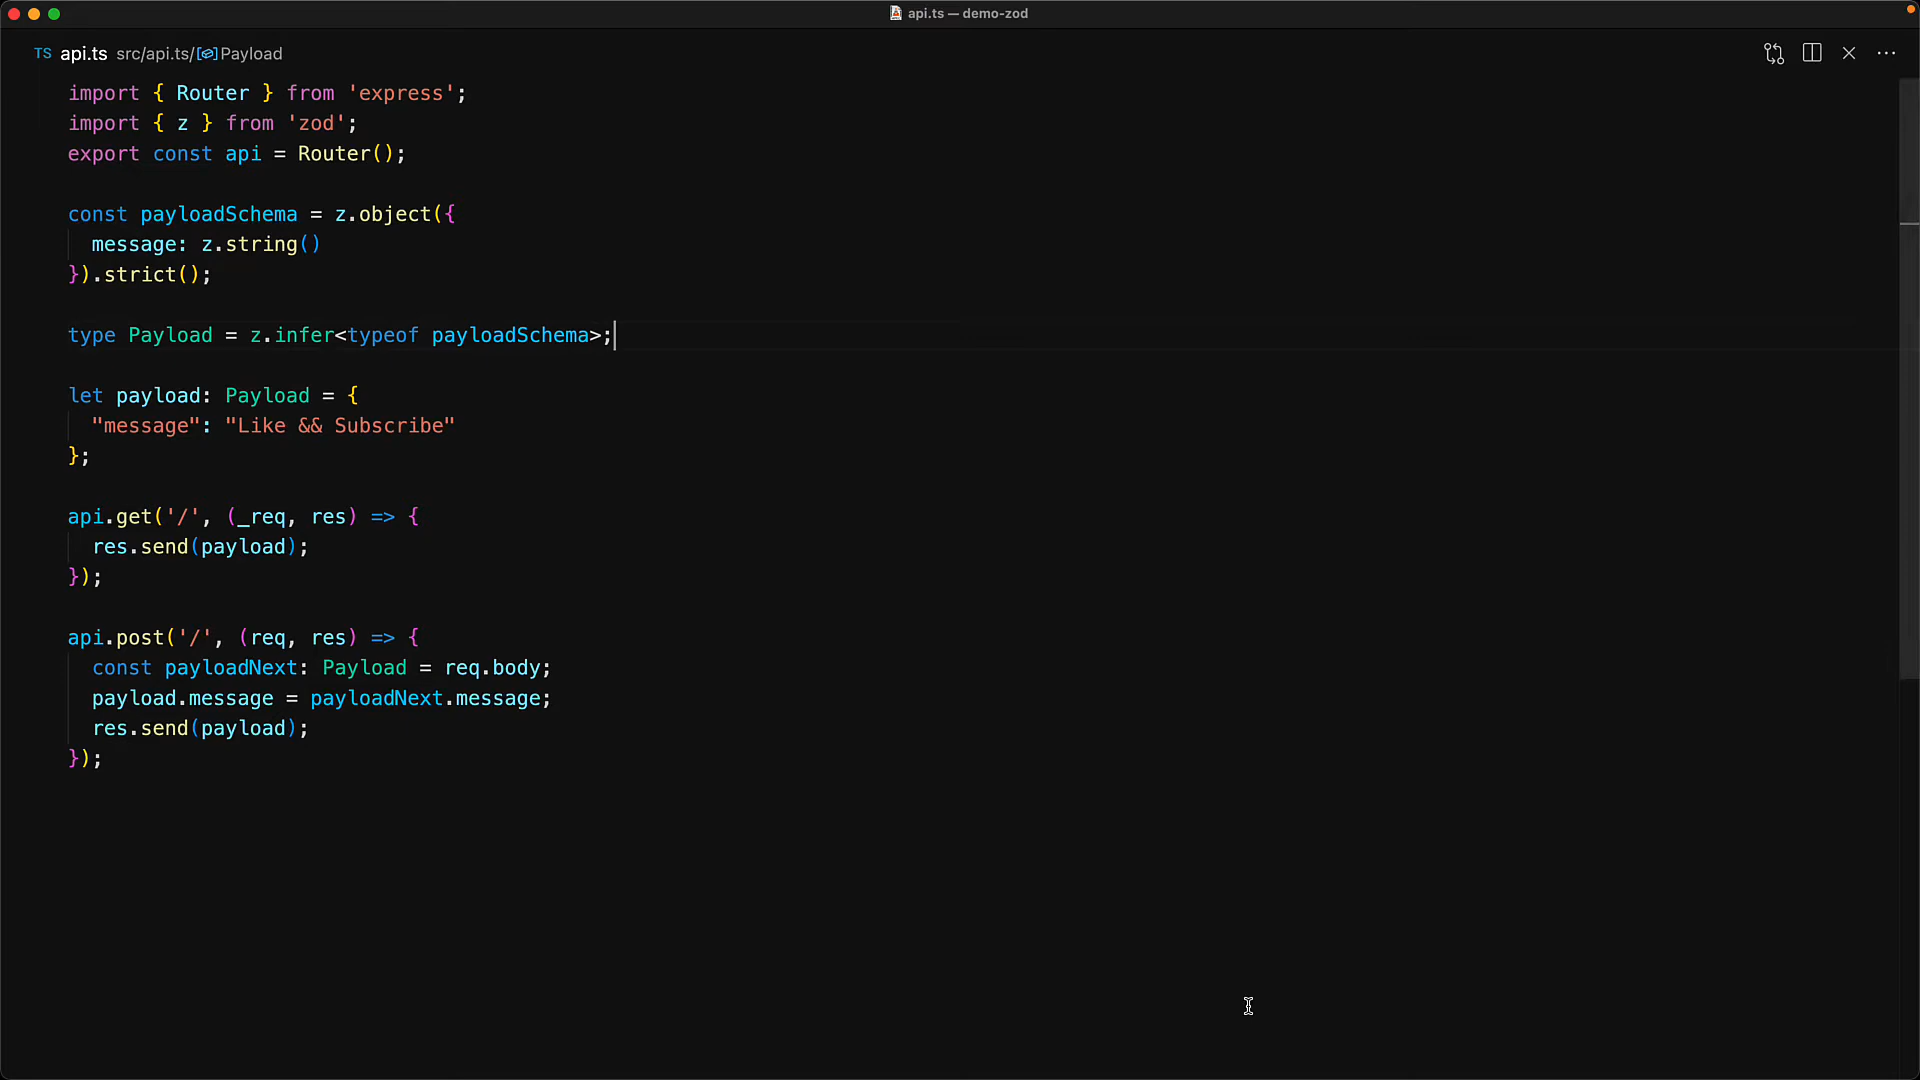 api.ts — demo-zod
TS api.ts src/api.ts/Payload
import { Router } from 'express';
import { z } from 'zod';
export const api = Router();
const payloadSchema = z.object({
  message: z.string()
}).strict();
type Payload = z.infer<typeof payloadSchema>;
let payload: Payload = {
  "message": "Like && Subscribe"
};
api.get('/', (_req, res) => {
  res.send(payload);
});
api.post('/', (req, res) => {
  const payloadNext: Payload = req.body;
  payload.message = payloadNext.message;
  res.send(payload);
});